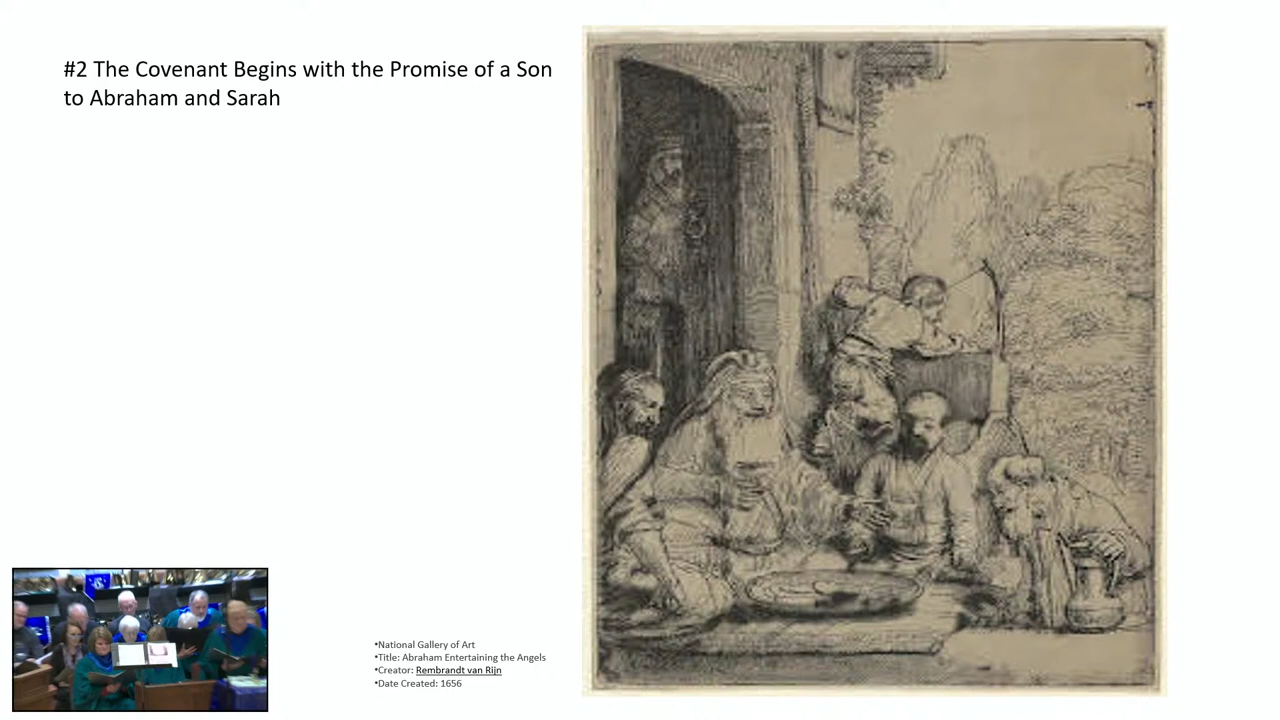 #2 The Covenant Begins with the Promise of a Son
to Abraham and Sarah
•National Gallery of Art
•Title: Abraham Entertaining the Angels
•Creator: Rembrandt van Rijn
•Date Created: 1656